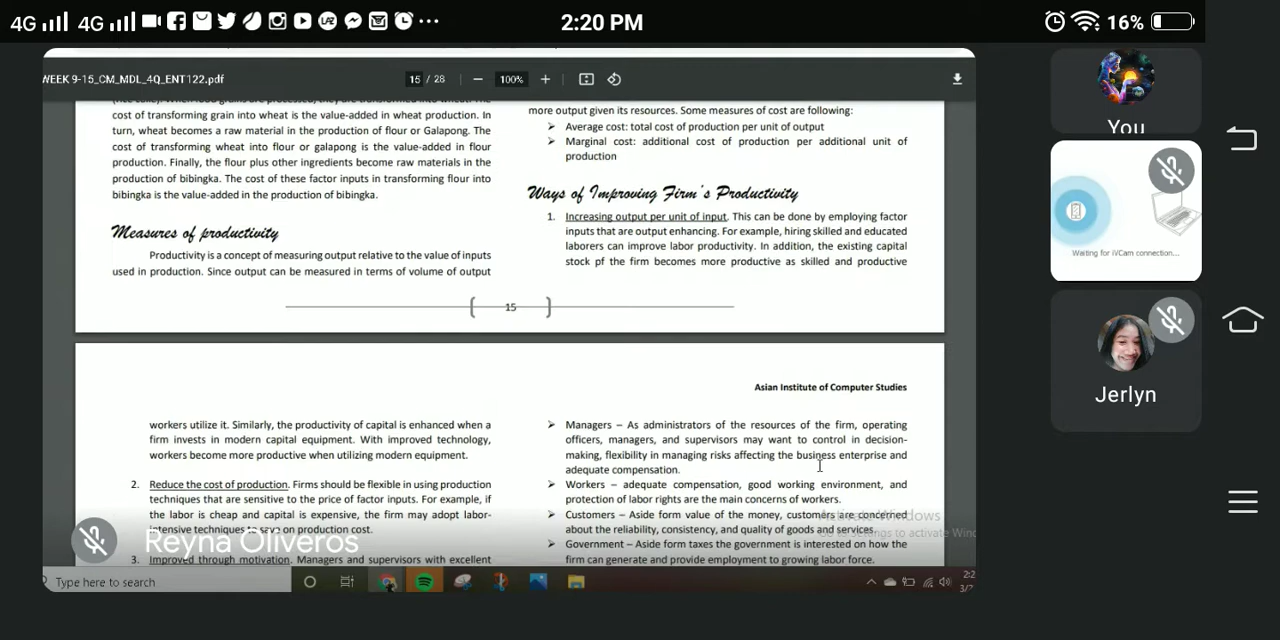 4G 4G 2:20 PM 16%
WEEK 9-15_CM_MDL_4Q_ENT122.pdf 15 / 28 100%
cost of transforming grain into wheat is the value-added in wheat production. In
turn, wheat becomes a raw material in the production of flour or Galapong. The
cost of transforming wheat into flour or galapong is the value-added in flour
production. Finally, the flour plus other ingredients become raw materials in the
production of bibingka. The cost of these factor inputs in transforming flour into
bibingka is the value-added in the production of bibingka.
Measures of productivity
Productivity is a concept of measuring output relative to the value of inputs
used in production. Since output can be measured in terms of volume of output
more output given its resources. Some measures of cost are following:
➢ Average cost: total cost of production per unit of output
➢ Marginal cost: additional cost of production per additional unit of
production
Ways of Improving Firm's Productivity
1. Increasing output per unit of input. This can be done by employing factor
inputs that are output enhancing. For example, hiring skilled and educated
laborers can improve labor productivity. In addition, the existing capital
stock pf the firm becomes more productive as skilled and productive
15
Asian Institute of Computer Studies
workers utilize it. Similarly, the productivity of capital is enhanced when a
firm invests in modern capital equipment. With improved technology,
workers become more productive when utilizing modern equipment.
2. Reduce the cost of production. Firms should be flexible in using production
techniques that are sensitive to the price of factor inputs. For example, if
the labor is cheap and capital is expensive, the firm may adopt labor-
intensive techniques to save on production cost.
3. Improved through motivation. Managers and supervisors with excellent
➢ Managers – As administrators of the resources of the firm, operating
officers, managers, and supervisors may want to control in decision-
making, flexibility in managing risks affecting the business enterprise and
adequate compensation.
➢ Workers – adequate compensation, good working environment, and
protection of labor rights are the main concerns of workers.
➢ Customers – Aside form value of the money, customers are concerned
about the reliability, consistency, and quality of goods and services.
➢ Government – Aside form taxes the government is interested on how the
firm can generate and provide employment to growing labor force.
Activate Windows
Go to Settings to activate Win
Reyna Oliveros
Type here to search
2:2
3/
You
Waiting for iVCam connection...
Jerlyn